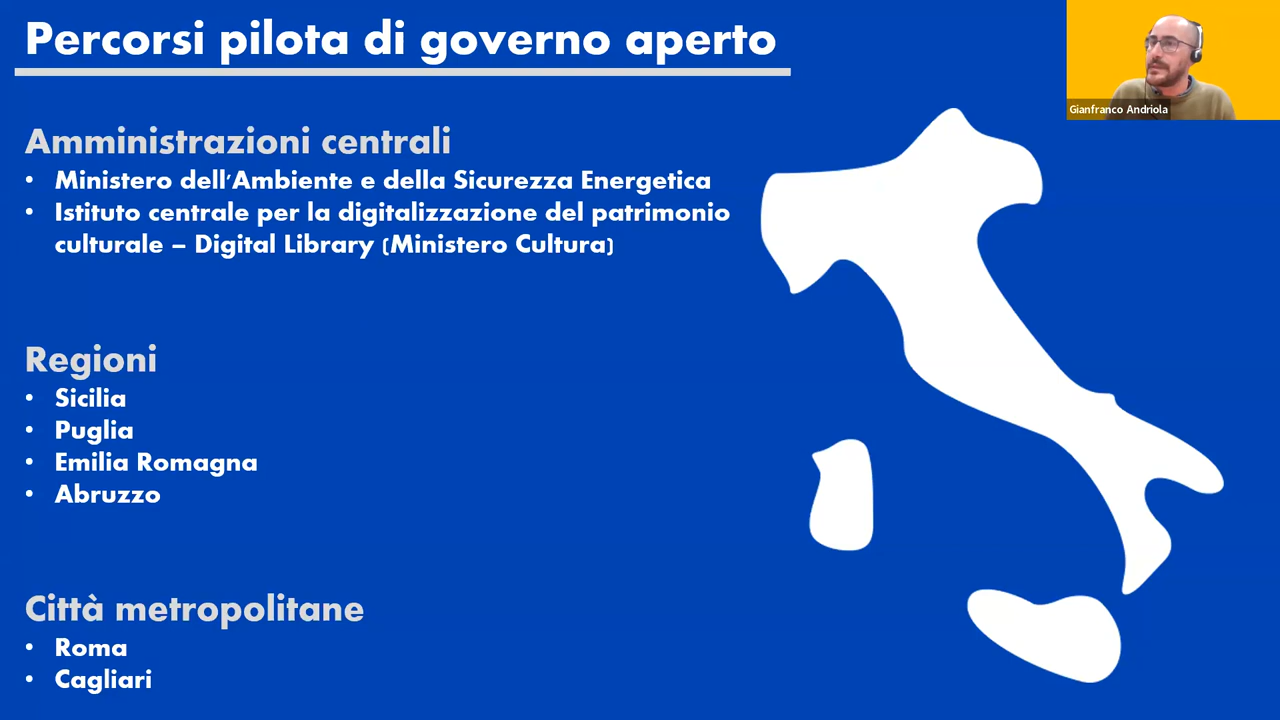 Percorsi pilota di governo aperto
Gianfranco Andriola
Amministrazioni centrali
• Ministero dell'Ambiente e della Sicurezza Energetica
• Istituto centrale per la digitalizzazione del patrimonio
culturale – Digital Library (Ministero Cultura)
Regioni
• Sicilia
• Puglia
• Emilia Romagna
• Abruzzo
Città metropolitane
• Roma
• Cagliari